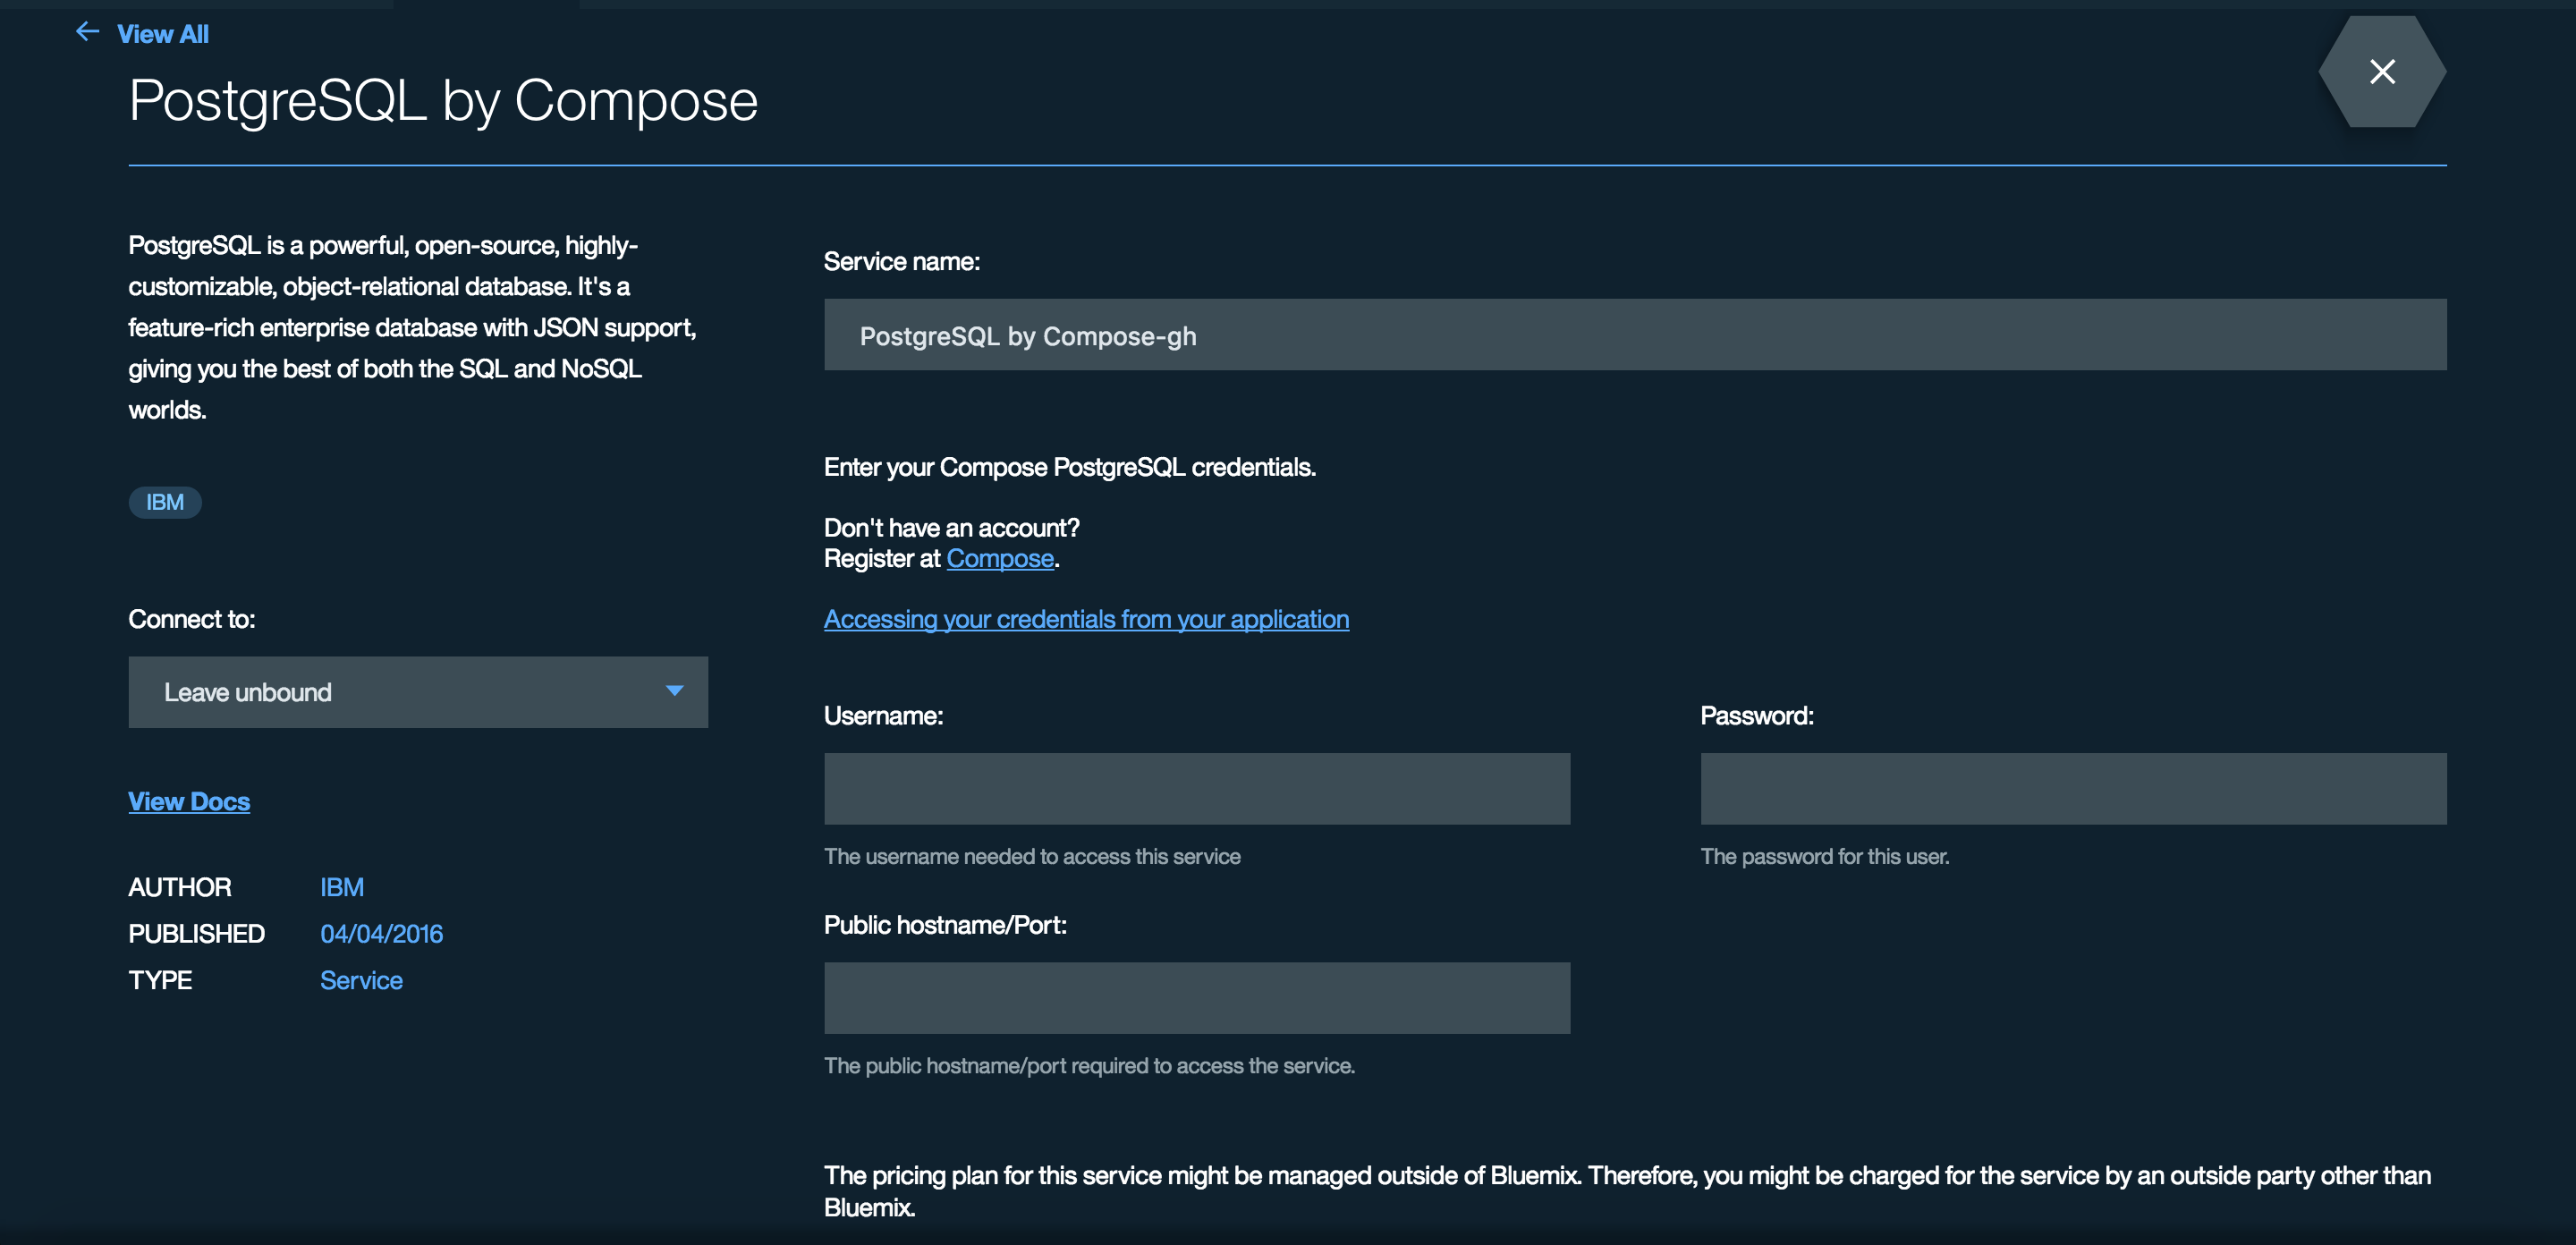 ← View All
PostgreSQL by Compose
PostgreSQL is a powerful, open-source, highly-
customizable, object-relational database. It's a
feature-rich enterprise database with JSON support,
giving you the best of both the SQL and NoSQL
worlds.
IBM
Connect to:
Leave unbound
View Docs
AUTHOR IBM
PUBLISHED 04/04/2016
TYPE Service
Service name:
PostgreSQL by Compose-gh
Enter your Compose PostgreSQL credentials.
Don't have an account?
Register at Compose.
Accessing your credentials from your application
Username:
The username needed to access this service
Password:
The password for this user.
Public hostname/Port:
The public hostname/port required to access the service.
The pricing plan for this service might be managed outside of Bluemix. Therefore, you might be charged for the service by an outside party other than
Bluemix.